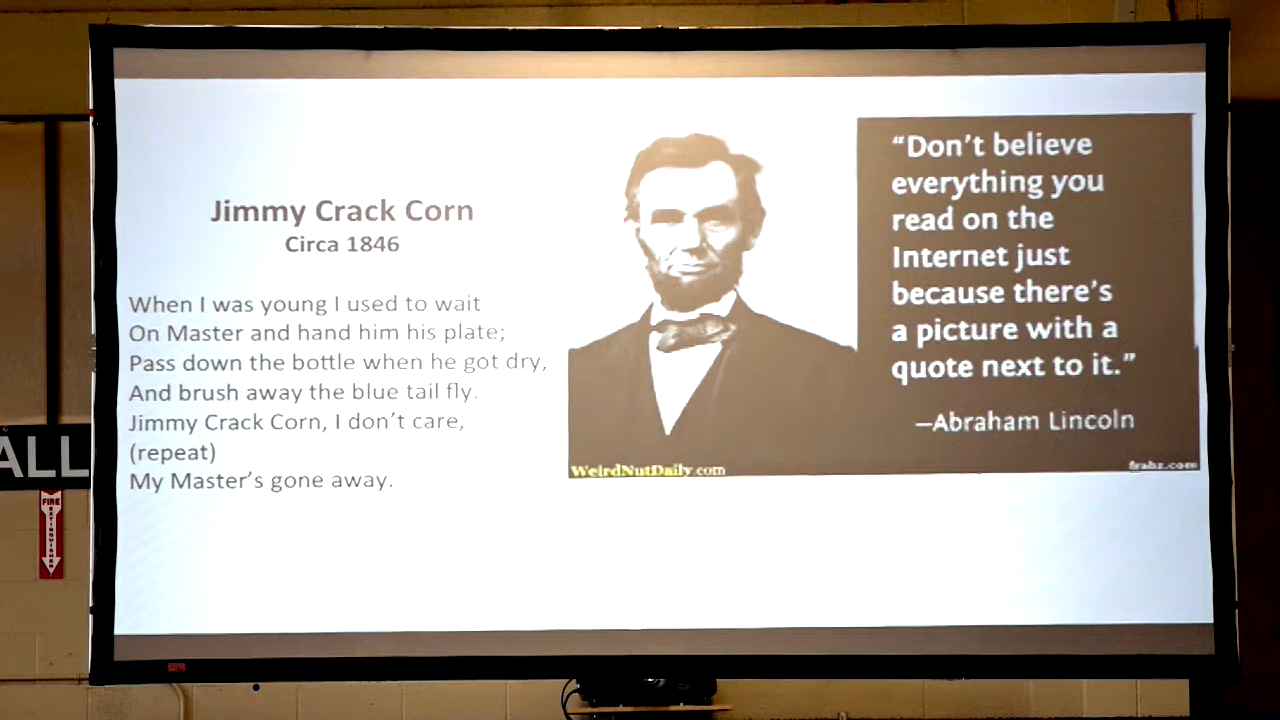 Jimmy Crack Corn
Circa 1846
When I was young I used to wait
On Master and hand him his plate;
Pass down the bottle when he got dry,
And brush away the blue tail fly.
Jimmy Crack Corn, I don't care,
(repeat)
My Master's gone away.
“Don't believe
everything you
read on the
Internet just
because there's
a picture with a
quote next to it.”
—Abraham Lincoln
WeirdNutDaily.com
frabz.com
ALL
FIRE
EXTINGUISHER